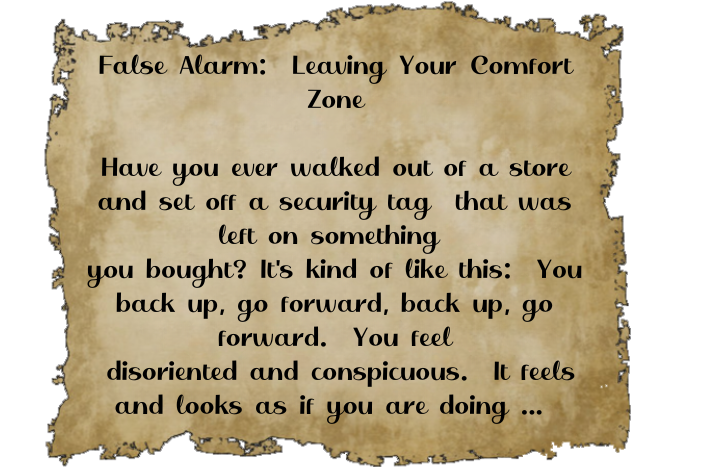 False Alarm: Leaving Your Comfort
Zone
Have you ever walked out of a store
and set off a security tag that was
left on something
you bought? It's kind of like this: You
back up, go forward, back up, go
forward. You feel
disoriented and conspicuous. It feels
and looks as if you are doing ...